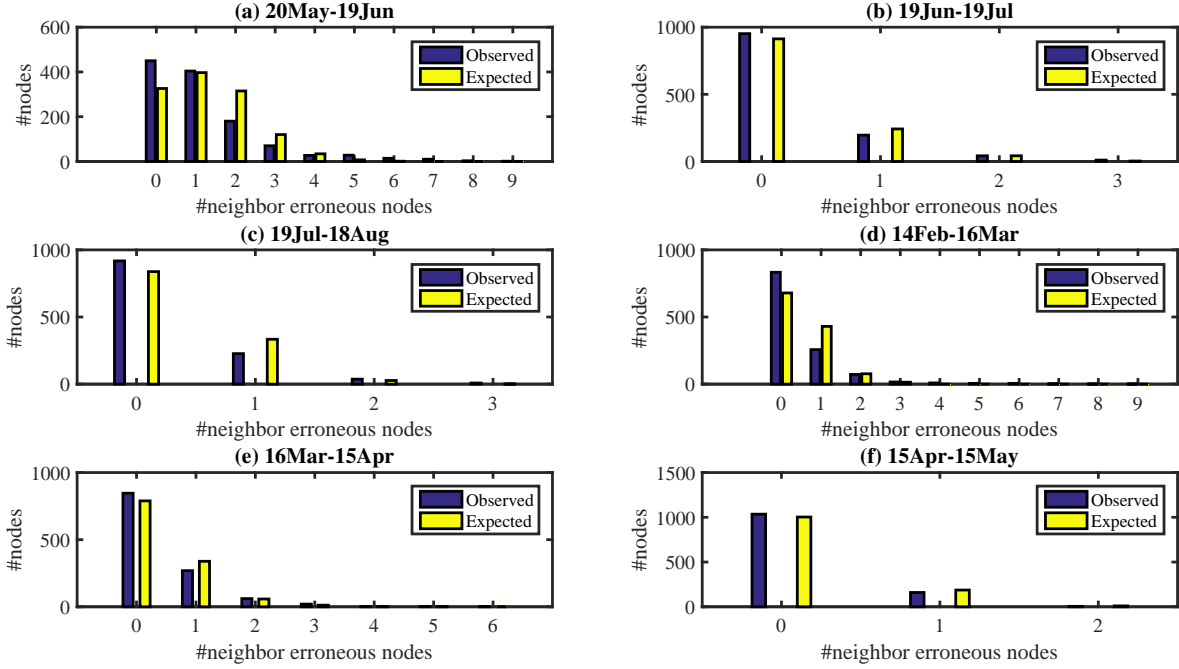 (a) 20May-19Jun
600
400
200
0
#nodes
Observed
Expected
0 1 2 3 4 5 6 7 8 9
#neighbor erroneous nodes
(b) 19Jun-19Jul
1000
500
0
#nodes
Observed
Expected
0 1 2 3
#neighbor erroneous nodes
(c) 19Jul-18Aug
1000
500
0
#nodes
Observed
Expected
0 1 2 3
#neighbor erroneous nodes
(d) 14Feb-16Mar
1000
500
0
#nodes
Observed
Expected
0 1 2 3 4 5 6 7 8 9
#neighbor erroneous nodes
(e) 16Mar-15Apr
1000
500
0
#nodes
Observed
Expected
0 1 2 3 4 5 6
#neighbor erroneous nodes
(f) 15Apr-15May
1500
1000
500
0
#nodes
Observed
Expected
0 1 2
#neighbor erroneous nodes